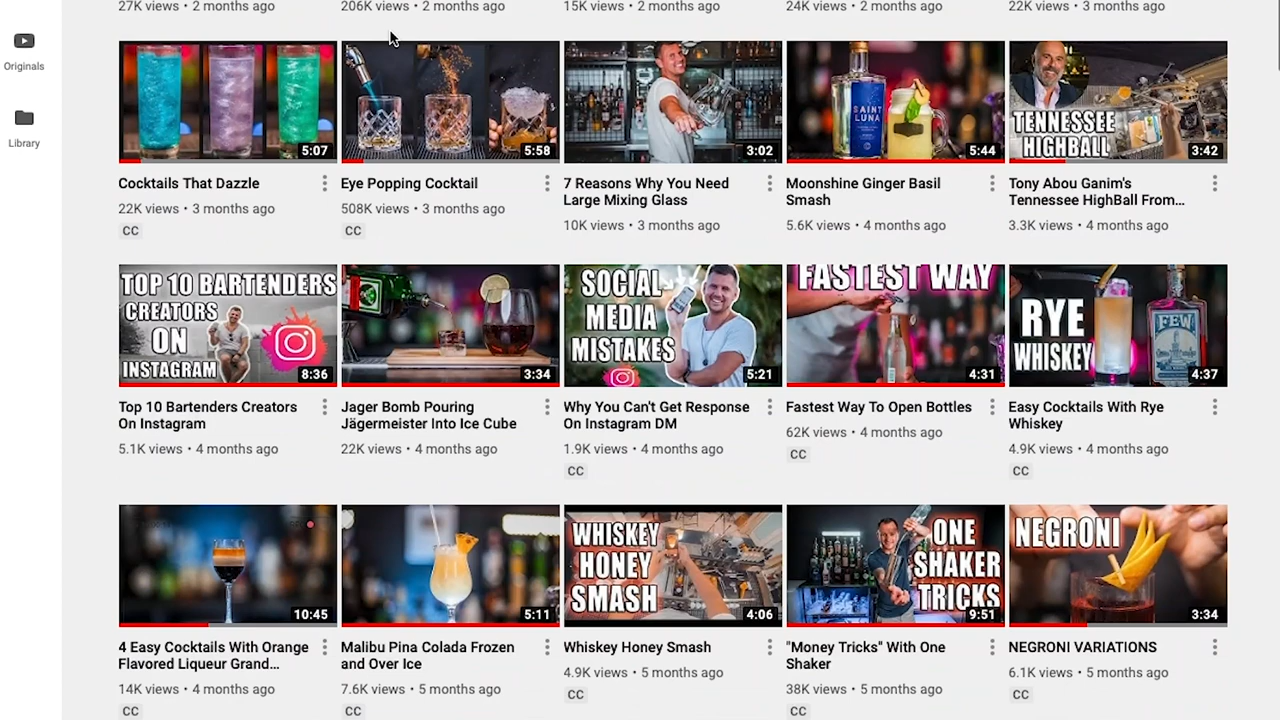 27K views • 2 months ago
206K views • 2 months ago
15K views • 2 months ago
24K views • 2 months ago
22K views • 3 months ago
Originals
Library
5:07
5:58
3:02
SAINT
LUNA
5:44
TENNESSEE
HIGHBALL
3:42
Cocktails That Dazzle
22K views • 3 months ago
CC
Eye Popping Cocktail
508K views • 3 months ago
CC
7 Reasons Why You Need
Large Mixing Glass
10K views • 3 months ago
Moonshine Ginger Basil
Smash
5.6K views • 4 months ago
Tony Abou Ganim's
Tennessee HighBall From...
3.3K views • 4 months ago
TOP 10 BARTENDERS
CREATORS
ON
INSTAGRAM
8:36
3:34
SOCIAL
MEDIA
MISTAKES
5:21
FASTEST WAY
4:31
RYE
WHISKEY
FEW
4:37
Top 10 Bartenders Creators
On Instagram
5.1K views • 4 months ago
Jager Bomb Pouring
Jägermeister Into Ice Cube
22K views • 4 months ago
Why You Can't Get Response
On Instagram DM
1.9K views • 4 months ago
CC
Fastest Way To Open Bottles
62K views • 4 months ago
CC
Easy Cocktails With Rye
Whiskey
4.9K views • 4 months ago
CC
10:45
5:11
WHISKEY
HONEY
SMASH
4:06
ONE
SHAKER
TRICKS
9:51
NEGRONI
3:34
4 Easy Cocktails With Orange
Flavored Liqueur Grand...
14K views • 4 months ago
CC
Malibu Pina Colada Frozen
and Over Ice
7.6K views • 5 months ago
CC
Whiskey Honey Smash
4.9K views • 5 months ago
CC
"Money Tricks" With One
Shaker
38K views • 5 months ago
CC
NEGRONI VARIATIONS
6.1K views • 5 months ago
CC